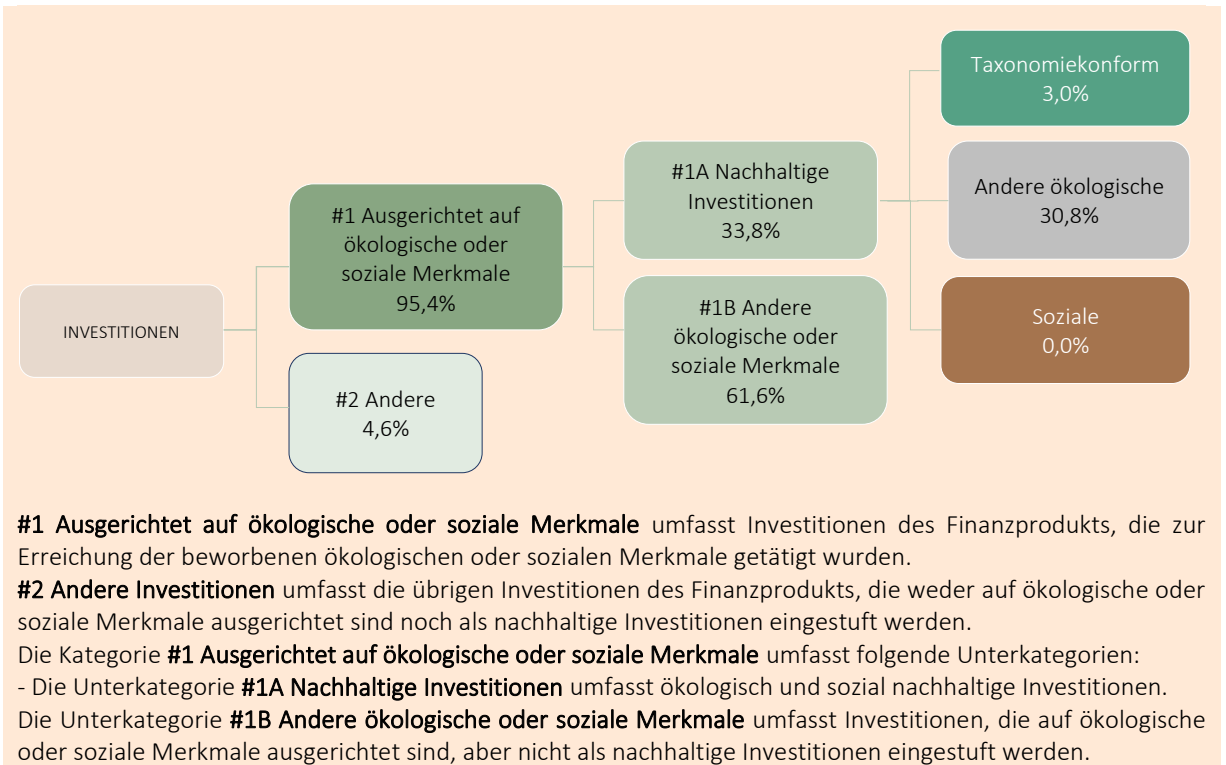 INVESTITIONEN
#1 Ausgerichtet auf
ökologische oder
soziale Merkmale
95,4%
#2 Andere
4,6%
#1A Nachhaltige
Investitionen
33,8%
#1B Andere
ökologische oder
soziale Merkmale
61,6%
Taxonomiekonform
3,0%
Andere ökologische
30,8%
Soziale
0,0%
#1 Ausgerichtet auf ökologische oder soziale Merkmale umfasst Investitionen des Finanzprodukts, die zur
Erreichung der beworbenen ökologischen oder sozialen Merkmale getätigt wurden.
#2 Andere Investitionen umfasst die übrigen Investitionen des Finanzprodukts, die weder auf ökologische oder
soziale Merkmale ausgerichtet sind noch als nachhaltige Investitionen eingestuft werden.
Die Kategorie #1 Ausgerichtet auf ökologische oder soziale Merkmale umfasst folgende Unterkategorien:
- Die Unterkategorie #1A Nachhaltige Investitionen umfasst ökologisch und sozial nachhaltige Investitionen.
Die Unterkategorie #1B Andere ökologische oder soziale Merkmale umfasst Investitionen, die auf ökologische
oder soziale Merkmale ausgerichtet sind, aber nicht als nachhaltige Investitionen eingestuft werden.